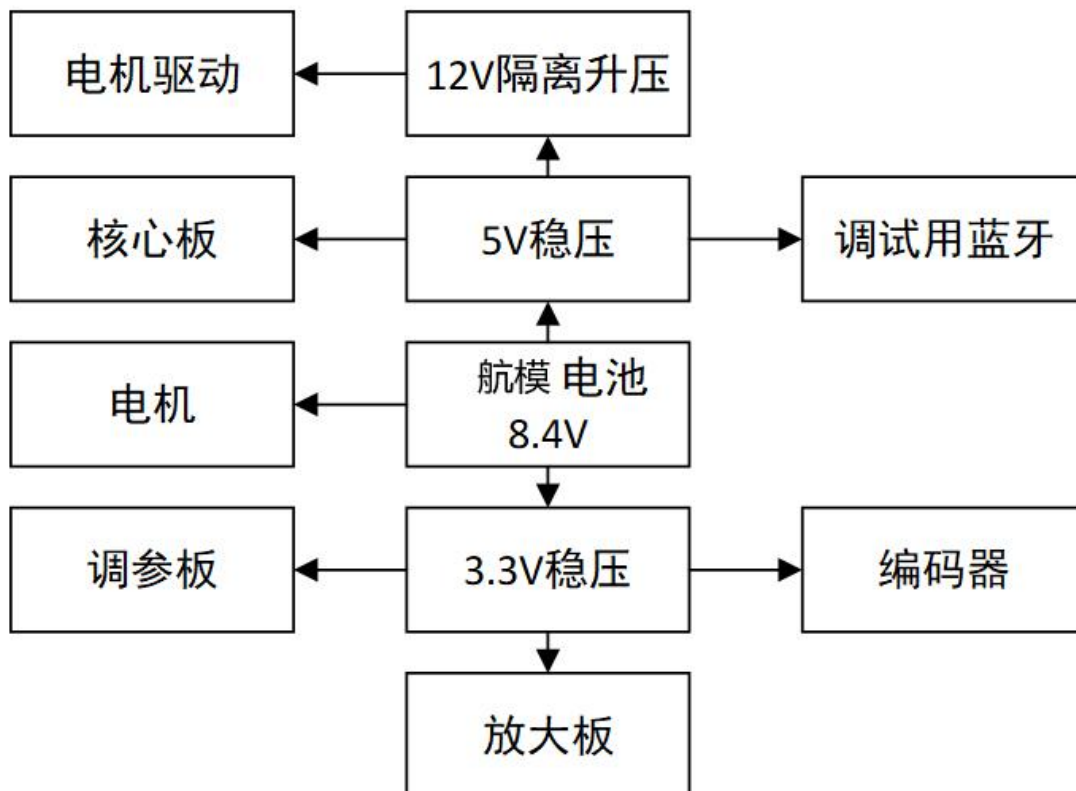 电机驱动
12V隔离升压
核心板
5V稳压
调试用蓝牙
电机
航模 电池
8.4V
调参板
3.3V稳压
编码器
放大板